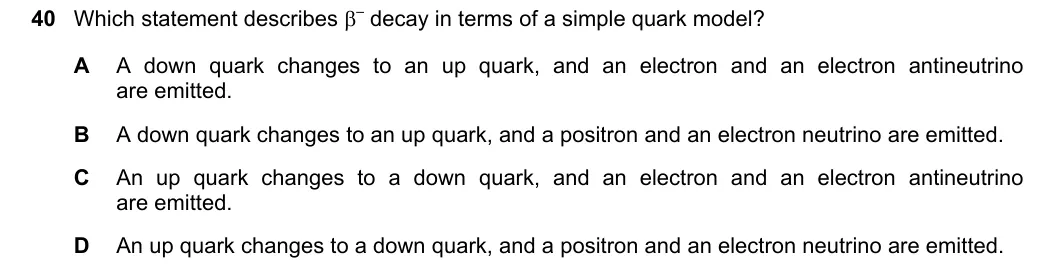 40 Which statement describes β⁻ decay in terms of a simple quark model?
A A down quark changes to an up quark, and an electron and an electron antineutrino
are emitted.
B A down quark changes to an up quark, and a positron and an electron neutrino are emitted.
C An up quark changes to a down quark, and an electron and an electron antineutrino
are emitted.
D An up quark changes to a down quark, and a positron and an electron neutrino are emitted.